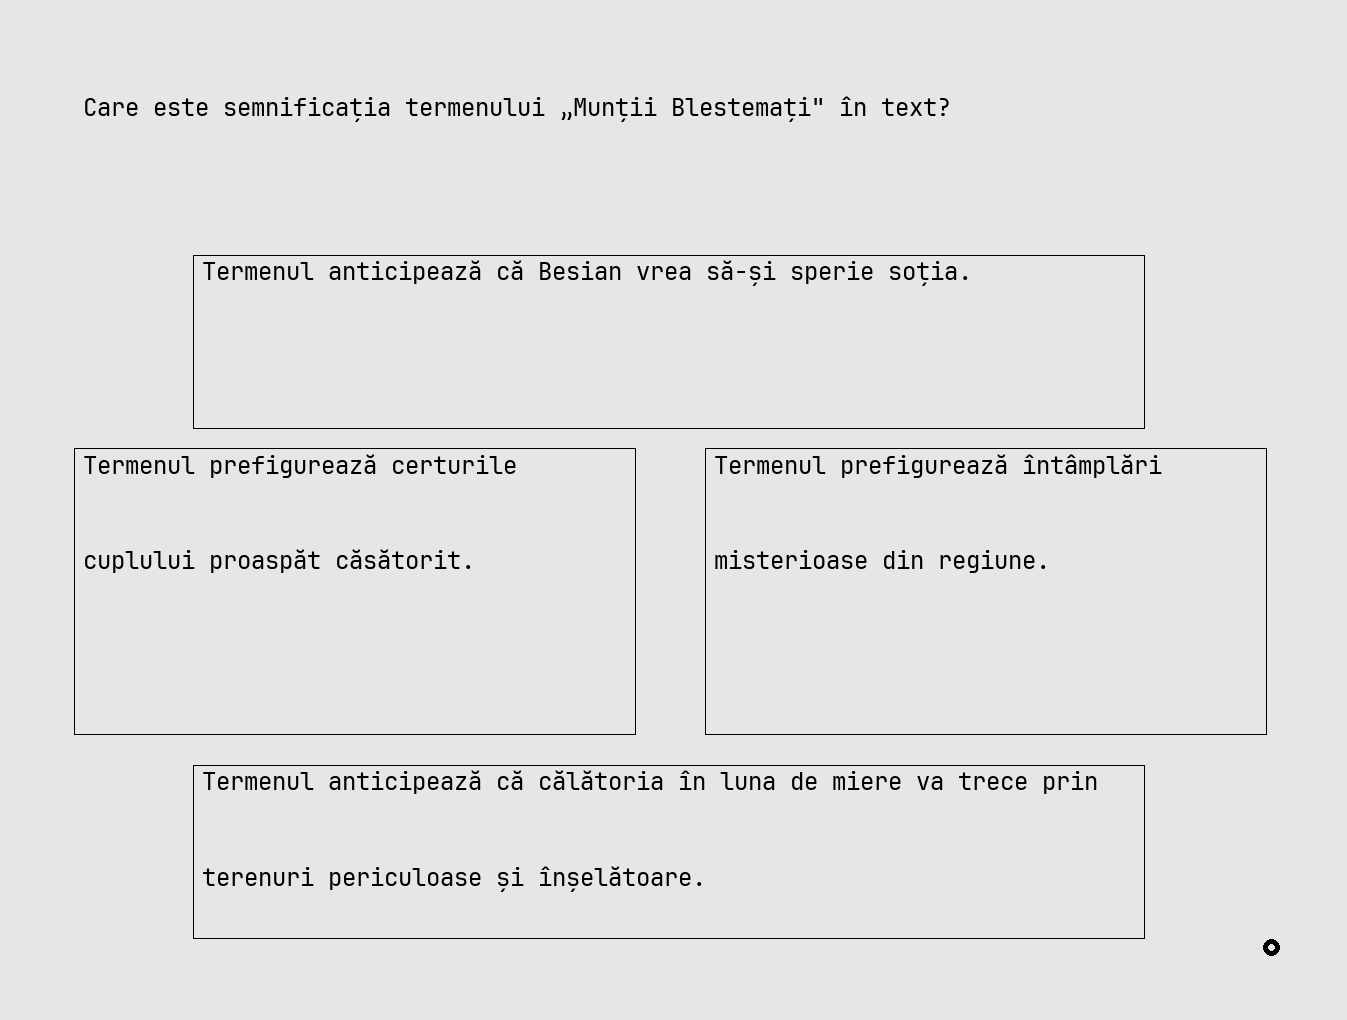 Care este semnificația termenului „Munții Blestemați" în text?
Termenul anticipează că Besian vrea să-și sperie soția.
Termenul prefigurează certurile
cuplului proaspăt căsătorit.
Termenul prefigurează întâmplări
misterioase din regiune.
Termenul anticipează că călătoria în luna de miere va trece prin
terenuri periculoase și înșelătoare.